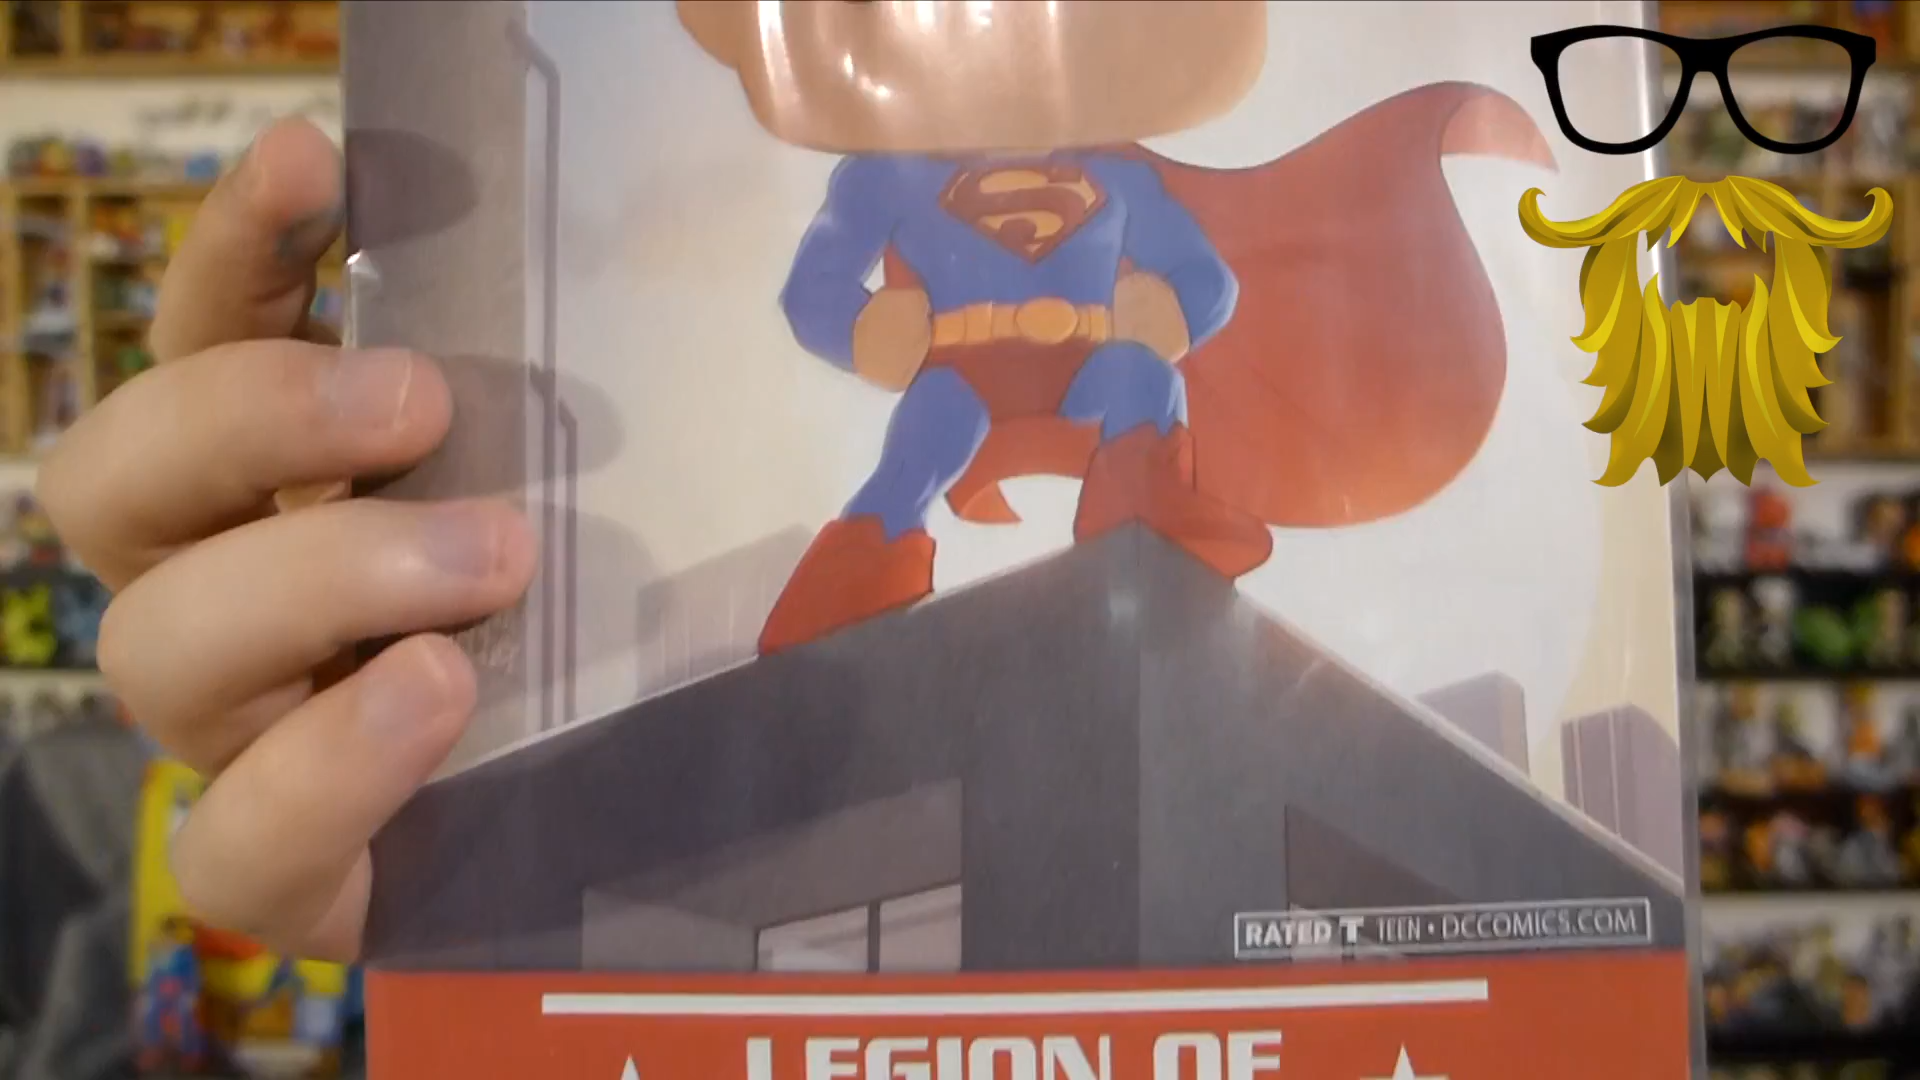 S
RATED T TEEN • DCCOMICS.COM
LEGION OF